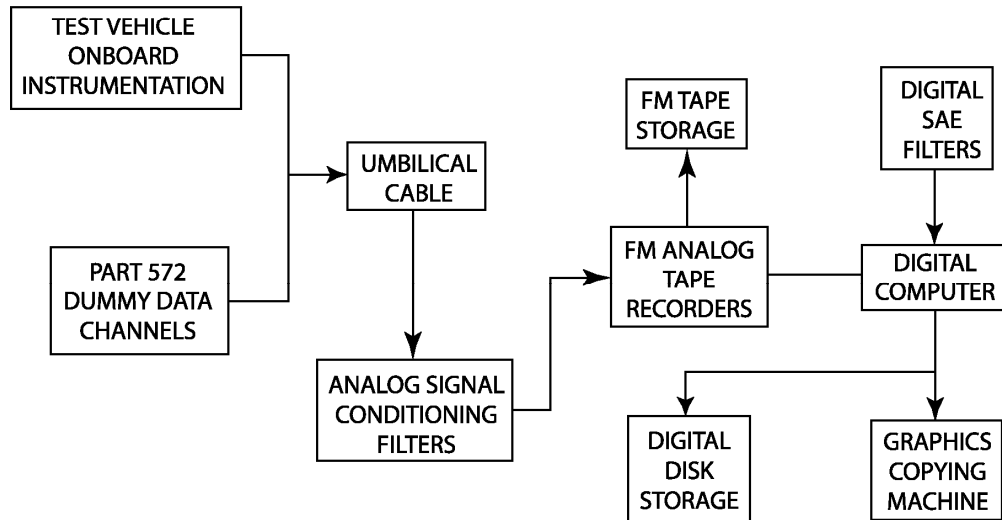 TEST VEHICLE
ONBOARD
INSTRUMENTATION
PART 572
DUMMY DATA
CHANNELS
UMBILICAL
CABLE
ANALOG SIGNAL
CONDITIONING
FILTERS
FM TAPE
STORAGE
FM ANALOG
TAPE
RECORDERS
DIGITAL
SAE
FILTERS
DIGITAL
COMPUTER
DIGITAL
DISK
STORAGE
GRAPHICS
COPYING
MACHINE